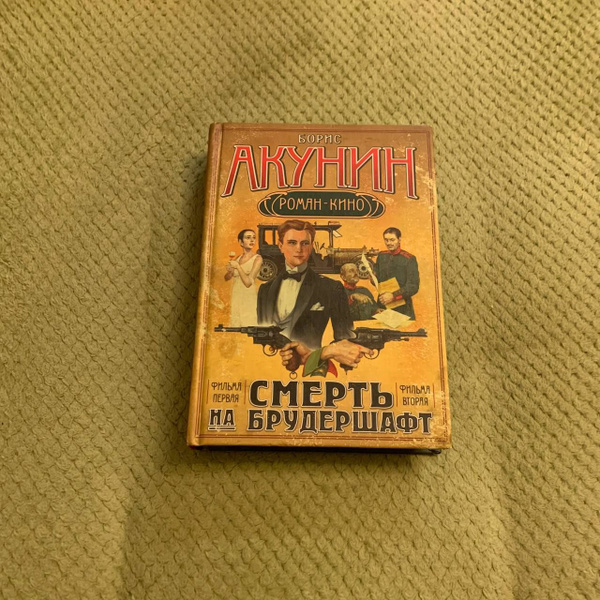 БОРИС
АКУНИН
РОМАН-КИНО
ФИЛЬМА ПЕРВАЯ
СМЕРТЬ
НА БРУДЕРШАФТ
ФИЛЬМА ВТОРАЯ